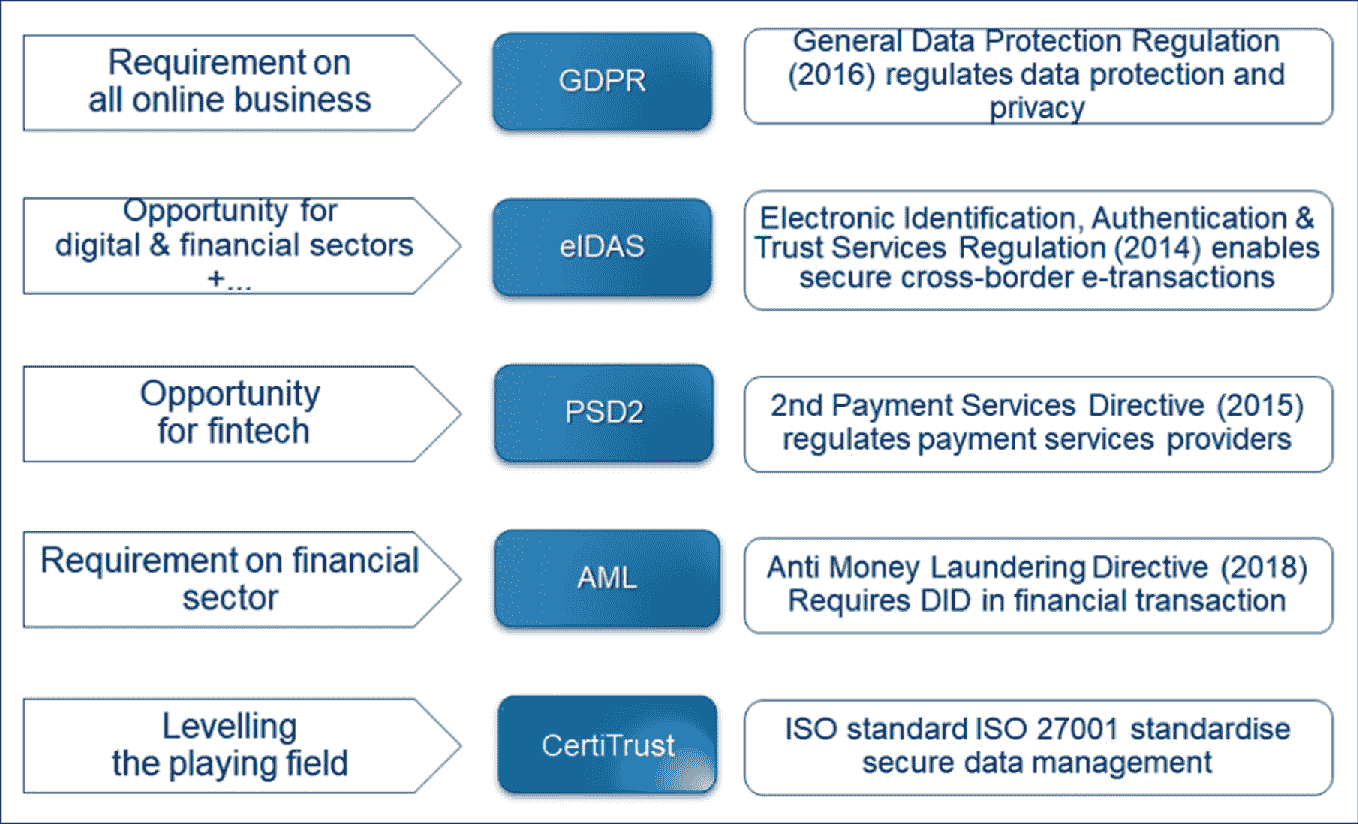 Requirement on
all online business
GDPR
General Data Protection Regulation
(2016) regulates data protection and
privacy
Opportunity for
digital & financial sectors
+...
eIDAS
Electronic Identification, Authentication &
Trust Services Regulation (2014) enables
secure cross-border e-transactions
Opportunity
for fintech
PSD2
2nd Payment Services Directive (2015)
regulates payment services providers
Requirement on financial
sector
AML
Anti Money Laundering Directive (2018)
Requires DID in financial transaction
Levelling
the playing field
CertiTrust
ISO standard ISO 27001 standardise
secure data management